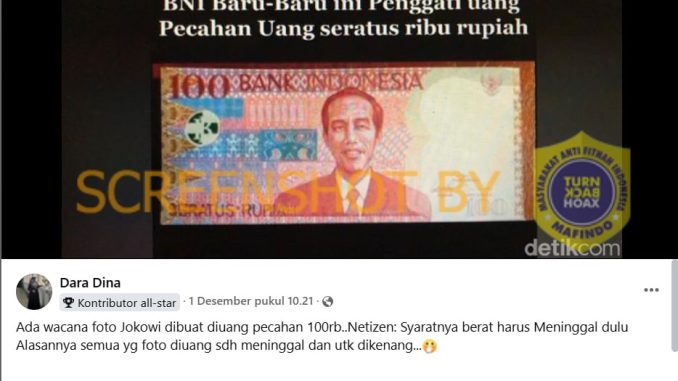 BNI Baru-Baru ini Penggati uang
Pecahan Uang seratus ribu rupiah
100 BANK INDONESIA
SCREENSHOT BY
SERATUS RUPIAH
100
MASYARAKAT ANTI FITNAH INDONESIA
TURN
BACK
HOAX
MAFINDO
detikcom
Dara Dina
Kontributor all-star · 1 Desember pukul 10.21 ·
Ada wacana foto Jokowi dibuat diuang pecahan 100rb..Netizen: Syaratnya berat harus Meninggal dulu
Alasannya semua yg foto diuang sdh meninggal dan utk dikenang...🤭